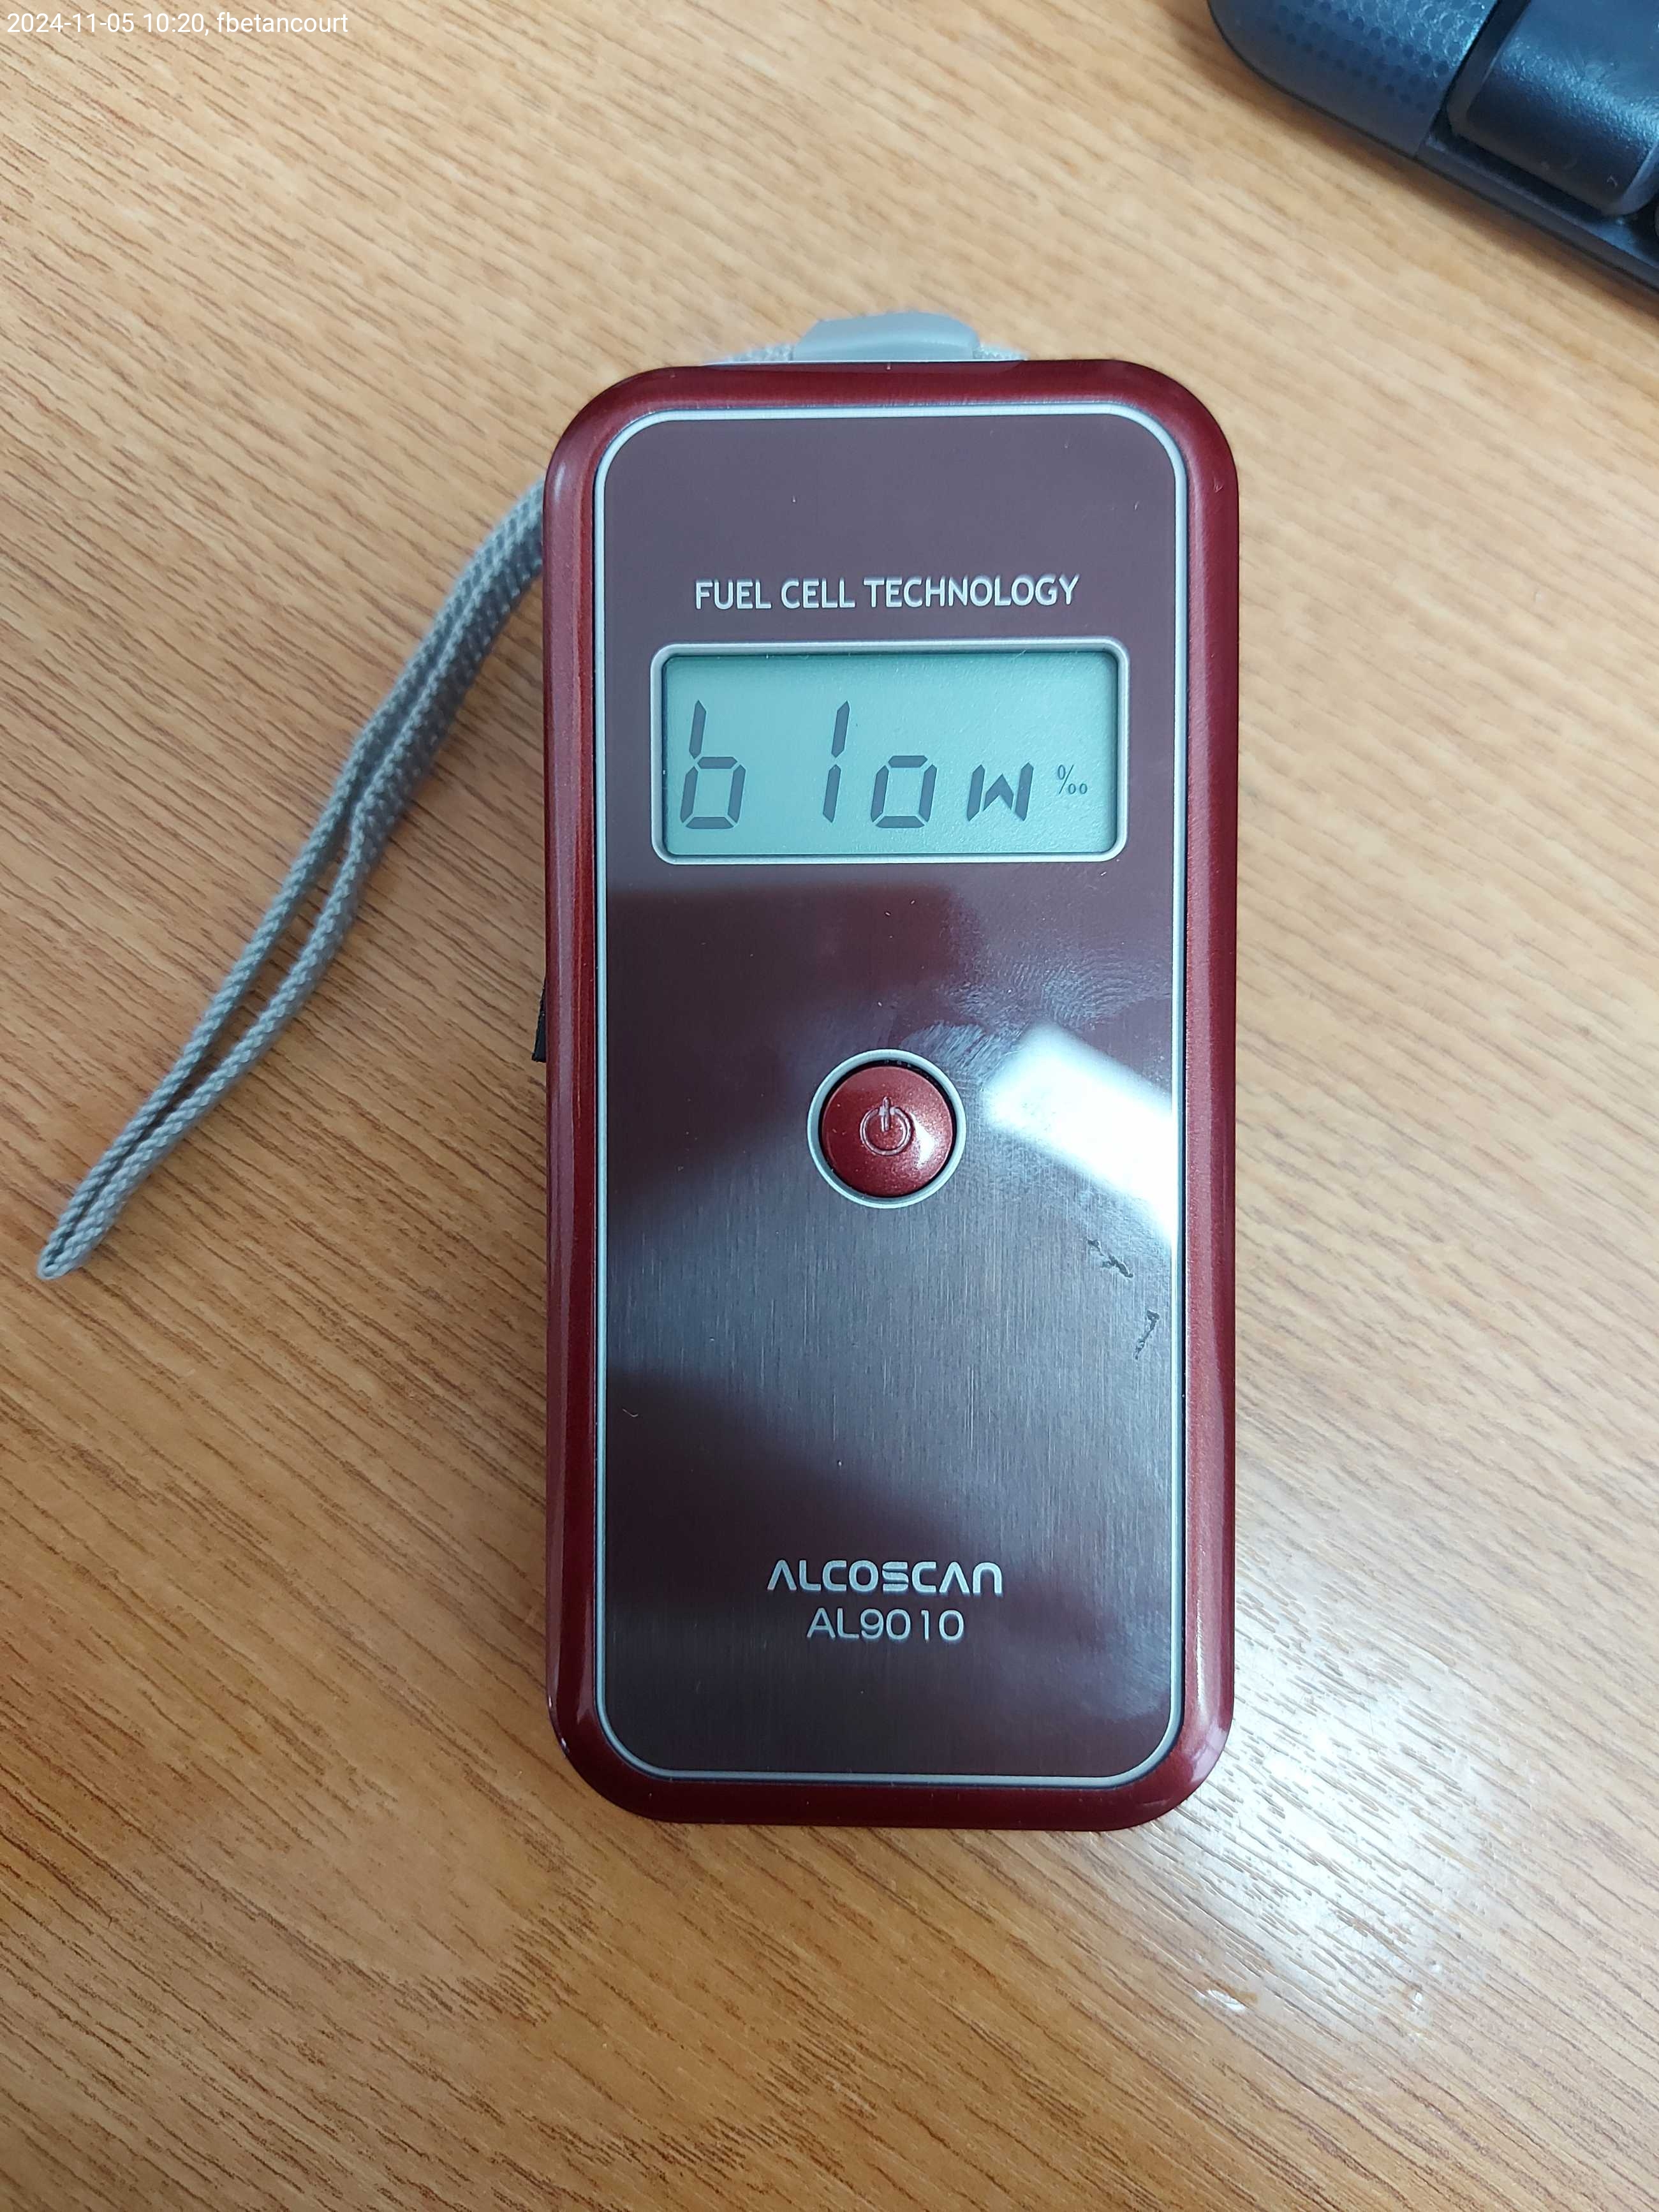 2024-11-05 10:20, fbetancourt
FUEL CELL TECHNOLOGY
blow ‰
ALCOSCAN
AL9010